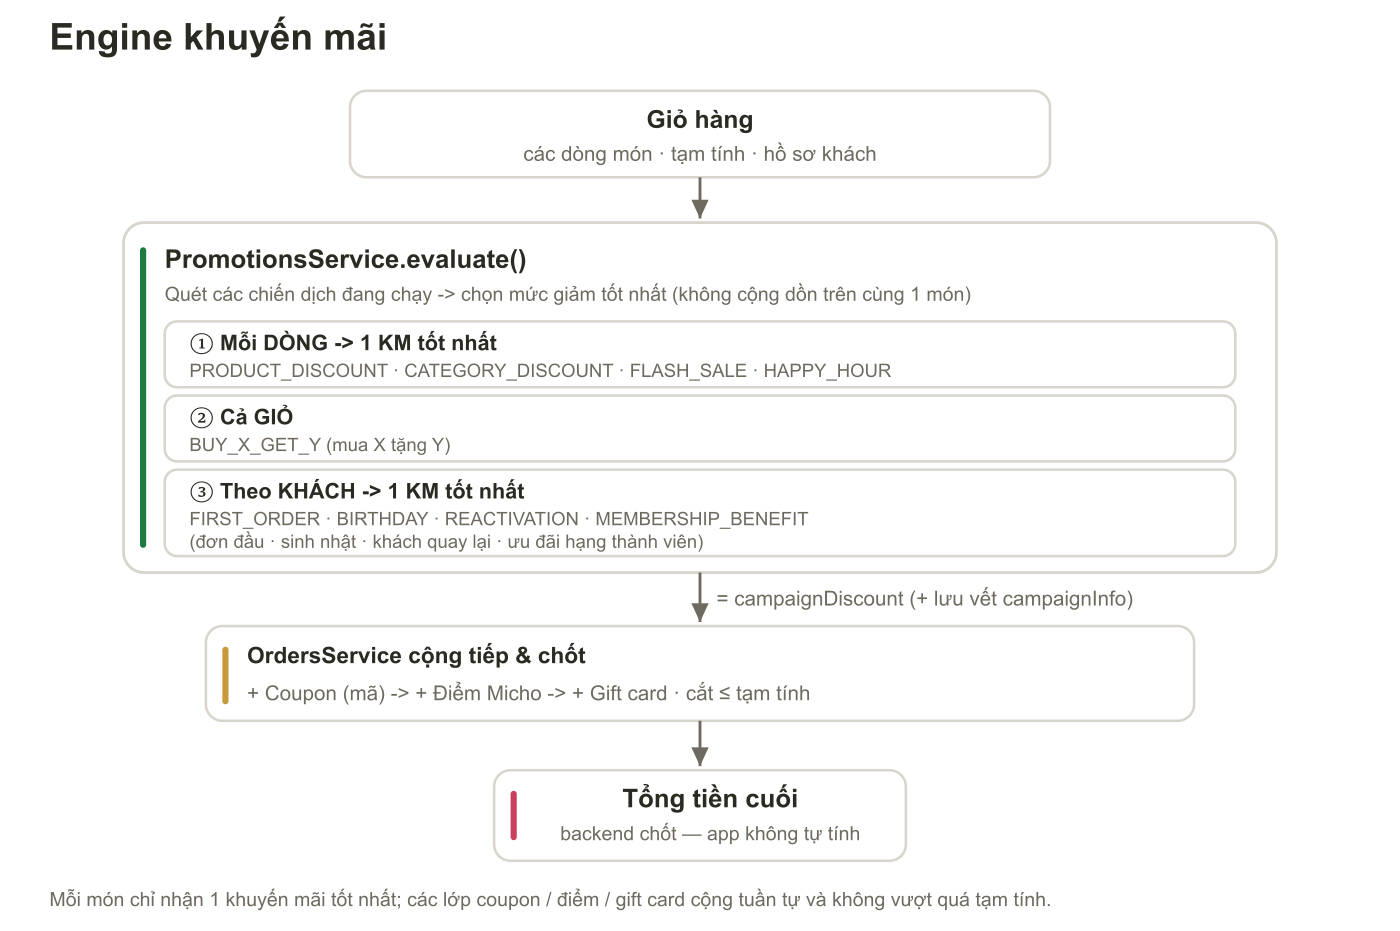 Engine khuyến mãi
Giỏ hàng
các dòng món · tạm tính · hồ sơ khách
PromotionsService.evaluate()
Quét các chiến dịch đang chạy -> chọn mức giảm tốt nhất (không cộng dồn trên cùng 1 món)
① Mỗi DÒNG -> 1 KM tốt nhất
PRODUCT_DISCOUNT · CATEGORY_DISCOUNT · FLASH_SALE · HAPPY_HOUR
② Cả GIỎ
BUY_X_GET_Y (mua X tặng Y)
③ Theo KHÁCH -> 1 KM tốt nhất
FIRST_ORDER · BIRTHDAY · REACTIVATION · MEMBERSHIP_BENEFIT
(đơn đầu · sinh nhật · khách quay lại · ưu đãi hạng thành viên)
= campaignDiscount (+ lưu vết campaignInfo)
OrdersService cộng tiếp & chốt
+ Coupon (mã) -> + Điểm Micho -> + Gift card · cắt ≤ tạm tính
Tổng tiền cuối
backend chốt — app không tự tính
Mỗi món chỉ nhận 1 khuyến mãi tốt nhất; các lớp coupon / điểm / gift card cộng tuần tự và không vượt quá tạm tính.